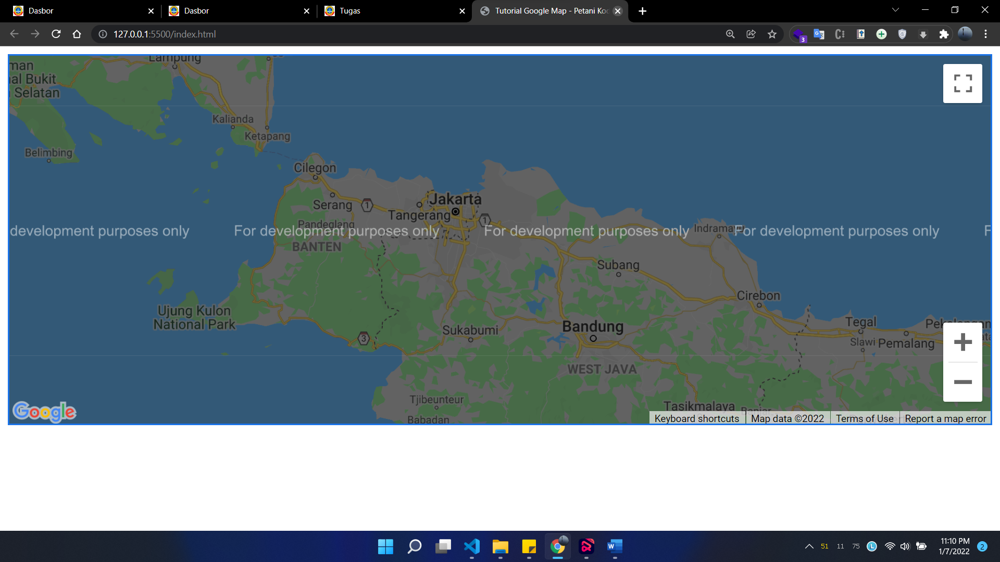 Dasbor
Dasbor
Tugas
Tutorial Google Map - Petani Koc
127.0.0.1:5500/index.html
3
Lampung
man
al Bukit
Selatan
Kalianda
Ketapang
Belimbing
Cilegon
Serang
1
Jakarta
Tangerang
1
Pandeglang
Indramayu
development purposes only
For development purposes only
For development purposes only
For development purposes only
F
BANTEN
Subang
Cirebon
Ujung Kulon
National Park
Sukabumi
Bandung
Tegal
Pekalongan
3
Slawi
Pemalang
WEST JAVA
Tjibeunteur
Babadan
Tasikmalaya
Banjar
Google
Keyboard shortcuts
Map data ©2022
Terms of Use
Report a map error
51
11
75
L
11:10 PM
1/7/2022
2
W